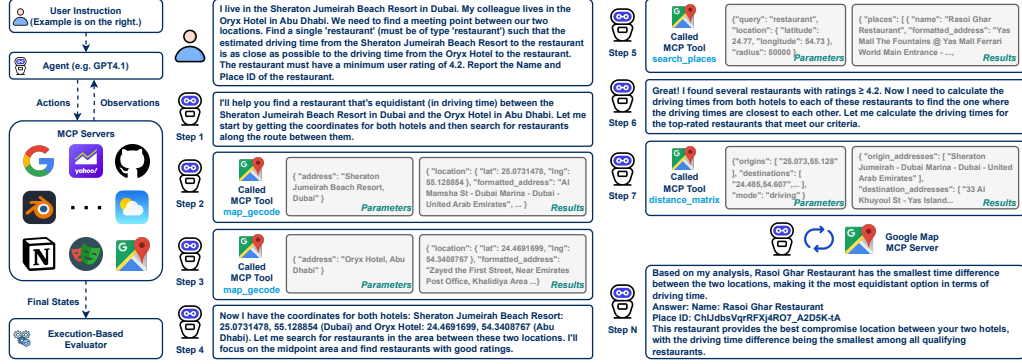 User Instruction
(Example is on the right.)
Agent (e.g. GPT4.1)
Actions
Observations
MCP Servers
yahoo!
Final States
Execution-Based
Evaluator
I live in the Sheraton Jumeirah Beach Resort in Dubai. My colleague lives in the
Oryx Hotel in Abu Dhabi. We need to find a meeting point between our two
locations. Find a single 'restaurant' (must be of type 'restaurant') such that the
estimated driving time from the Sheraton Jumeirah Beach Resort to the restaurant
is as close as possible to the driving time from the Oryx Hotel to the restaurant.
The restaurant must have a minimum user rating of 4.2. Report the Name and
Place ID of the restaurant.
Step 1
I'll help you find a restaurant that's equidistant (in driving time) between the
Sheraton Jumeirah Beach Resort in Dubai and the Oryx Hotel in Abu Dhabi. Let me
start by getting the coordinates for both hotels and then search for restaurants
along the route between them.
Step 2
Called
MCP Tool
map_gecode
{ "address": "Sheraton
Jumeirah Beach Resort,
Dubai" }
Parameters
{ "location": { "lat": 25.0731478, "lng":
55.128854 }, "formatted_address": "Al
Mamsha St - Dubai Marina - Dubai -
United Arab Emirates", ... }
Results
Step 3
Called
MCP Tool
map_gecode
{ "address": "Oryx Hotel, Abu
Dhabi" }
Parameters
{ "location": { "lat": 24.4691699, "lng":
54.3408767 }, "formatted_address":
"Zayed the First Street, Near Emirates
Post Office, Khalidiya Area ...}
Results
Step 4
Now I have the coordinates for both hotels: Sheraton Jumeirah Beach Resort:
25.0731478, 55.128854 (Dubai) and Oryx Hotel: 24.4691699, 54.3408767 (Abu
Dhabi). Let me search for restaurants in the area between these two locations. I'll
focus on the midpoint area and find restaurants with good ratings.
Step 5
Called
MCP Tool
search_places
{"query": "restaurant",
"location": { "latitude":
24.77, "longitude": 54.73 },
"radius": 50000 }
Parameters
{ "places": [ { "name": "Rasoi Ghar
Restaurant", "formatted_address": "Yas
Mall The Fountains @ Yas Mall Ferrari
World Main Entrance - ...,
Results
Step 6
Great! I found several restaurants with ratings ≥ 4.2. Now I need to calculate the
driving times from both hotels to each of these restaurants to find the one where
the driving times are closest to each other. Let me calculate the driving times for
the top-rated restaurants that meet our criteria.
Step 7
Called
MCP Tool
distance_matrix
{"origins": [ "25.073,55.128"
], "destinations": [
"24.485,54.607",... ],
"mode": "driving" }
Parameters
{ "origin_addresses": [ "Sheraton
Jumeirah - Dubai Marina - Dubai - United
Arab Emirates" ],
"destination_addresses": [ "33 Al
Khuyoul St - Yas Island...
Results
Google Map
MCP Server
Step N
Based on my analysis, Rasoi Ghar Restaurant has the smallest time difference
between the two locations, making it the most equidistant option in terms of
driving time.
Answer: Name: Rasoi Ghar Restaurant
Place ID: ChIJdbsVqrRFXj4RO7_A2D5K-tA
This restaurant provides the best compromise location between your two hotels,
with the driving time difference being the smallest among all qualifying
restaurants.